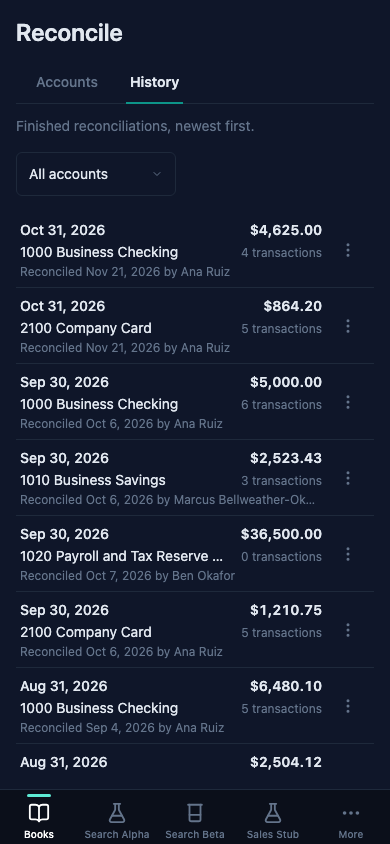 Reconcile
Accounts History
Finished reconciliations, newest first.
All accounts
Oct 31, 2026 $4,625.00
1000 Business Checking 4 transactions
Reconciled Nov 21, 2026 by Ana Ruiz
Oct 31, 2026 $864.20
2100 Company Card 5 transactions
Reconciled Nov 21, 2026 by Ana Ruiz
Sep 30, 2026 $5,000.00
1000 Business Checking 6 transactions
Reconciled Oct 6, 2026 by Ana Ruiz
Sep 30, 2026 $2,523.43
1010 Business Savings 3 transactions
Reconciled Oct 6, 2026 by Marcus Bellweather-Ok...
Sep 30, 2026 $36,500.00
1020 Payroll and Tax Reserve ... 0 transactions
Reconciled Oct 7, 2026 by Ben Okafor
Sep 30, 2026 $1,210.75
2100 Company Card 5 transactions
Reconciled Oct 6, 2026 by Ana Ruiz
Aug 31, 2026 $6,480.10
1000 Business Checking 5 transactions
Reconciled Sep 4, 2026 by Ana Ruiz
Aug 31, 2026 $2,504.12
Books Search Alpha Search Beta Sales Stub More